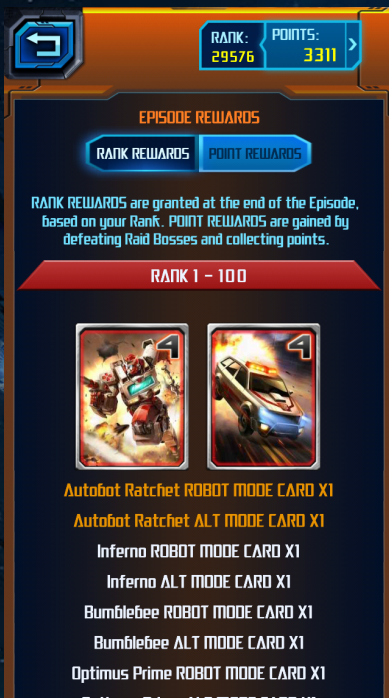 RANK:
29576
POINTS:
3311
EPISODE REWARDS
RANK REWARDS
POINT REWARDS
RANK REWARDS are granted at the end of the Episode,
based on your Rank. POINT REWARDS are gained by
defeating Raid Bosses and collecting points.
RANK 1 - 100
4
4
Autobot Ratchet ROBOT MODE CARD X1
Autobot Ratchet ALT MODE CARD X1
Inferno ROBOT MODE CARD X1
Inferno ALT MODE CARD X1
Bumblebee ROBOT MODE CARD X1
Bumblebee ALT MODE CARD X1
Optimus Prime ROBOT MODE CARD X1